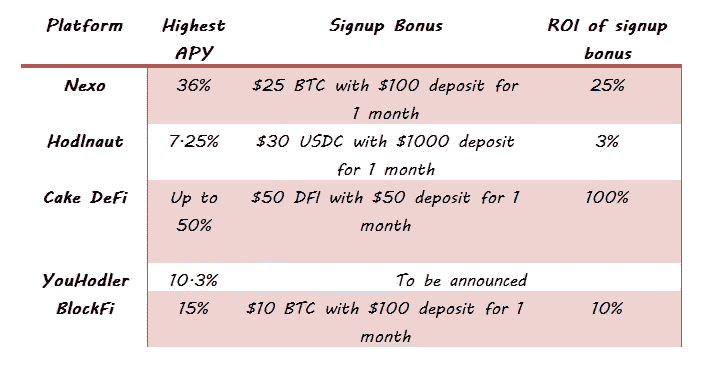 Platform Highest Signup Bonus ROI of signup
APY bonus
Nexo 36% $25 BTC with $100 deposit for 25%
1 month
Hodlnaut 7.25% $30 USDC with $1000 deposit 3%
for 1 month
Cake DeFi Up to $50 DFI with $50 deposit for 1 100%
50% month
YouHodler 10.3% To be announced
BlockFi 15% $10 BTC with $100 deposit for 1 10%
month